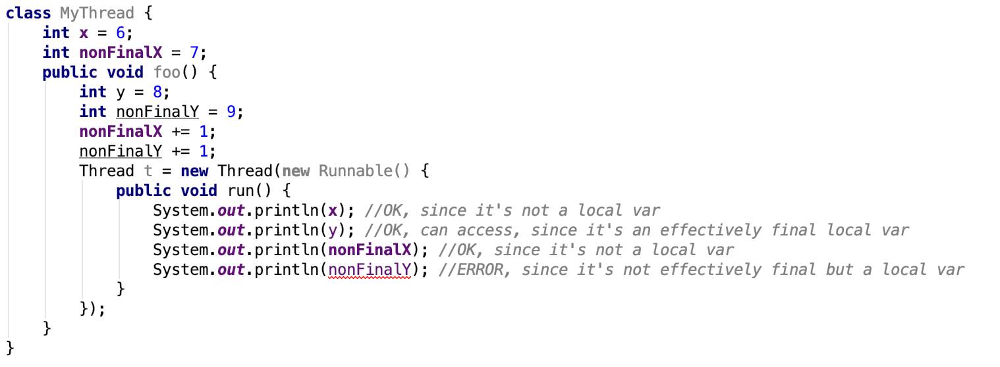 class MyThread {
    int x = 6;
    int nonFinalX = 7;
    public void foo() {
        int y = 8;
        int nonFinalY = 9;
        nonFinalX += 1;
        nonFinalY += 1;
        Thread t = new Thread(new Runnable() {
            public void run() {
                System.out.println(x); //OK, since it's not a local var
                System.out.println(y); //OK, can access, since it's an effectively final local var
                System.out.println(nonFinalX); //OK, since it's not a local var
                System.out.println(nonFinalY); //ERROR, since it's not effectively final but a local var
            }
        });
    }
}